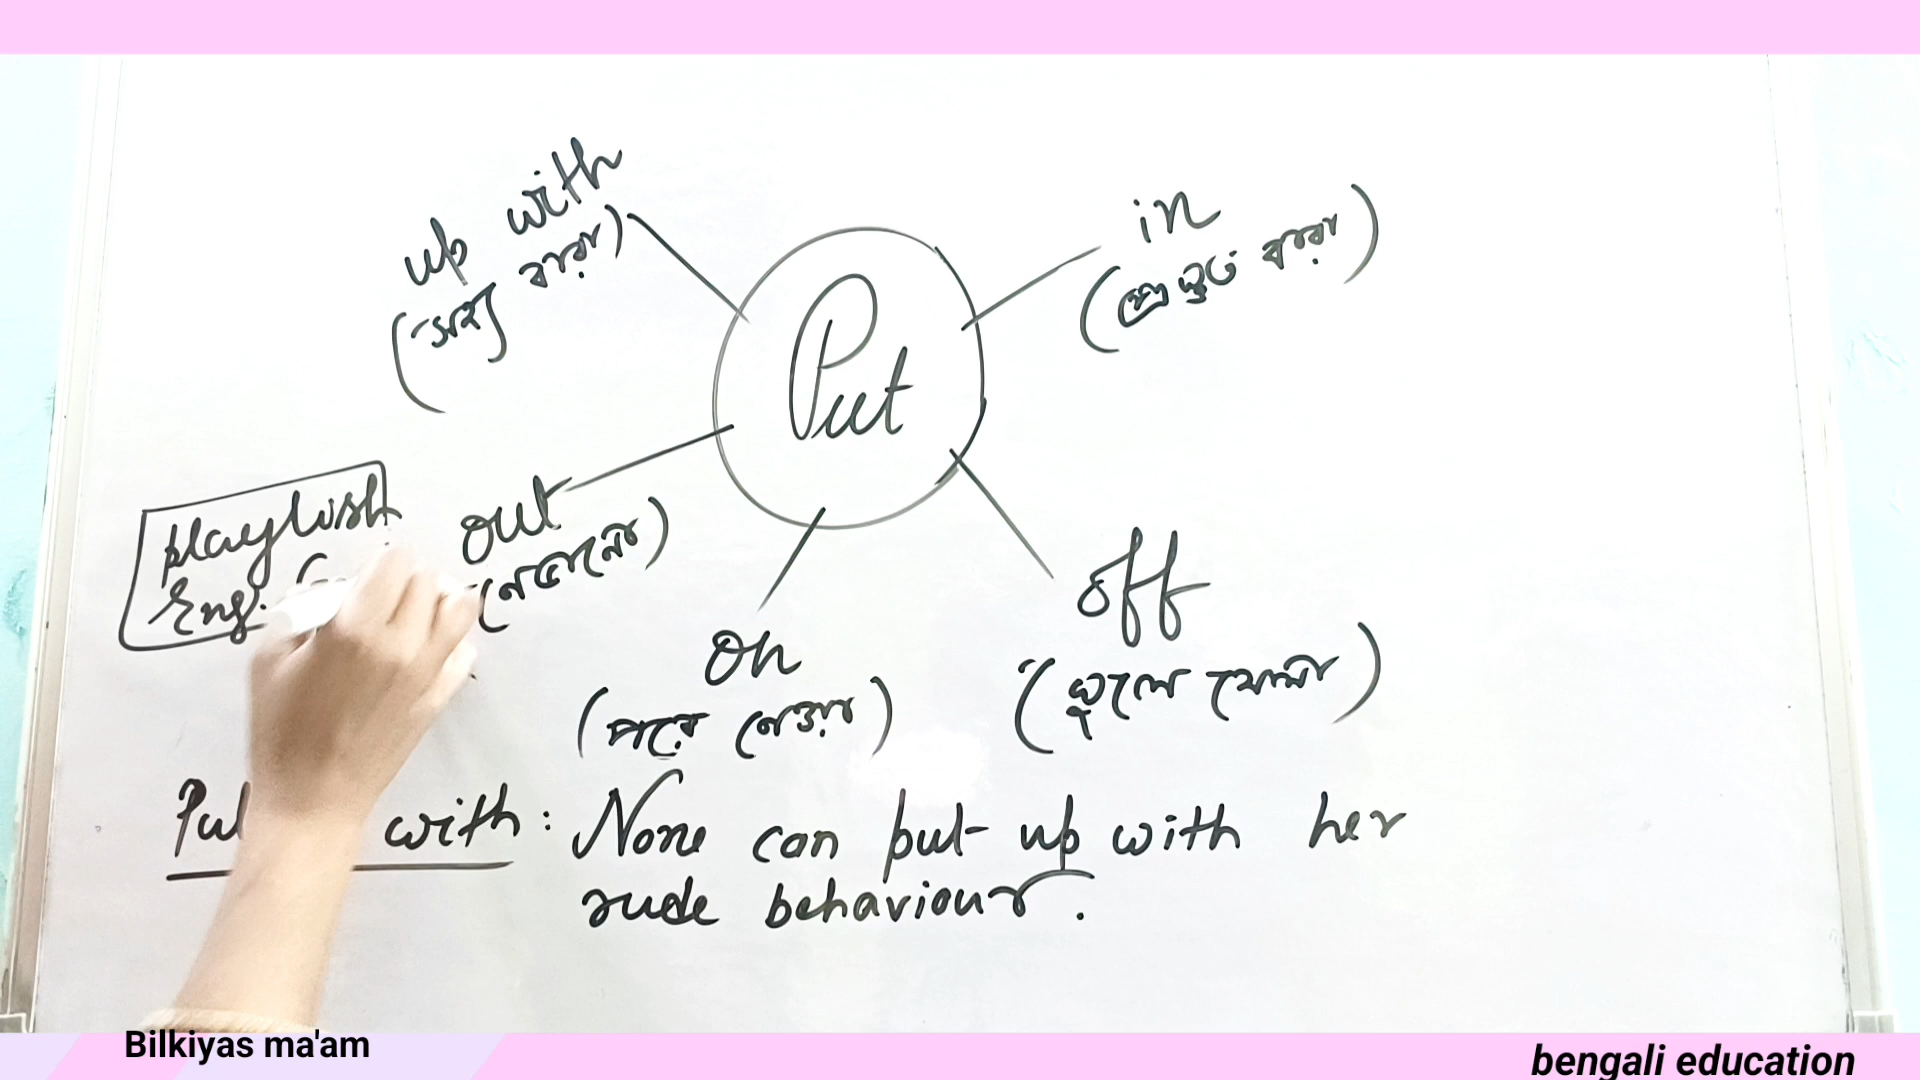 up with
(সহ্য করা)
in
(প্রস্তুত করা)
Put
out
(নেভানো)
playlist
Eng.
on
(পরে নেওয়া)
off
(খুলে ফেলা)
with: None can put up with her
rude behaviour.
Bilkiyas ma'am
bengali education